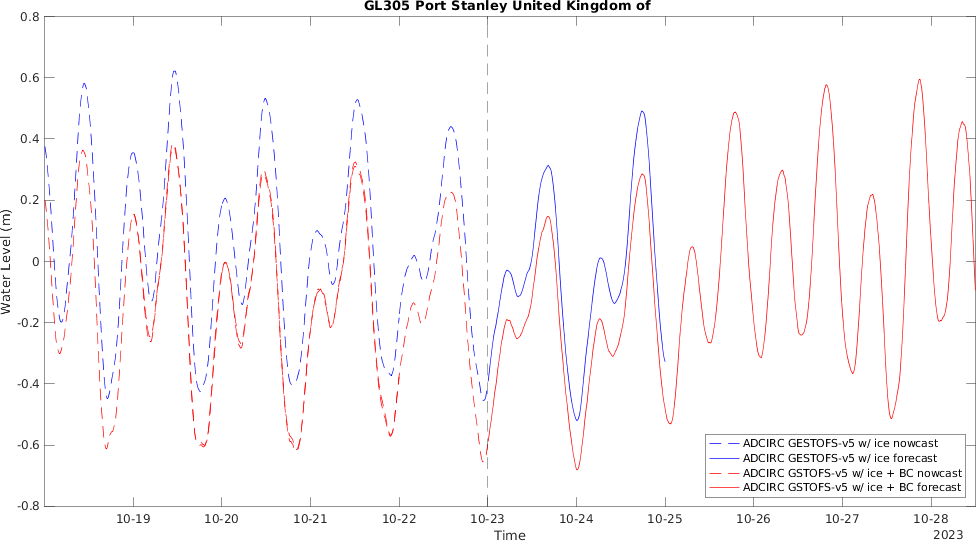 GL305 Port Stanley United Kingdom of
0.8
0.6
0.4
0.2
0
-0.2
-0.4
-0.6
-0.8
Water Level (m)
10-19 10-20 10-21 10-22 10-23 10-24 10-25 10-26 10-27 10-28
Time
2023
ADCIRC GESTOFS-v5 w/ ice nowcast
ADCIRC GESTOFS-v5 w/ ice forecast
ADCIRC GSTOFS-v5 w/ ice + BC nowcast
ADCIRC GSTOFS-v5 w/ ice + BC forecast